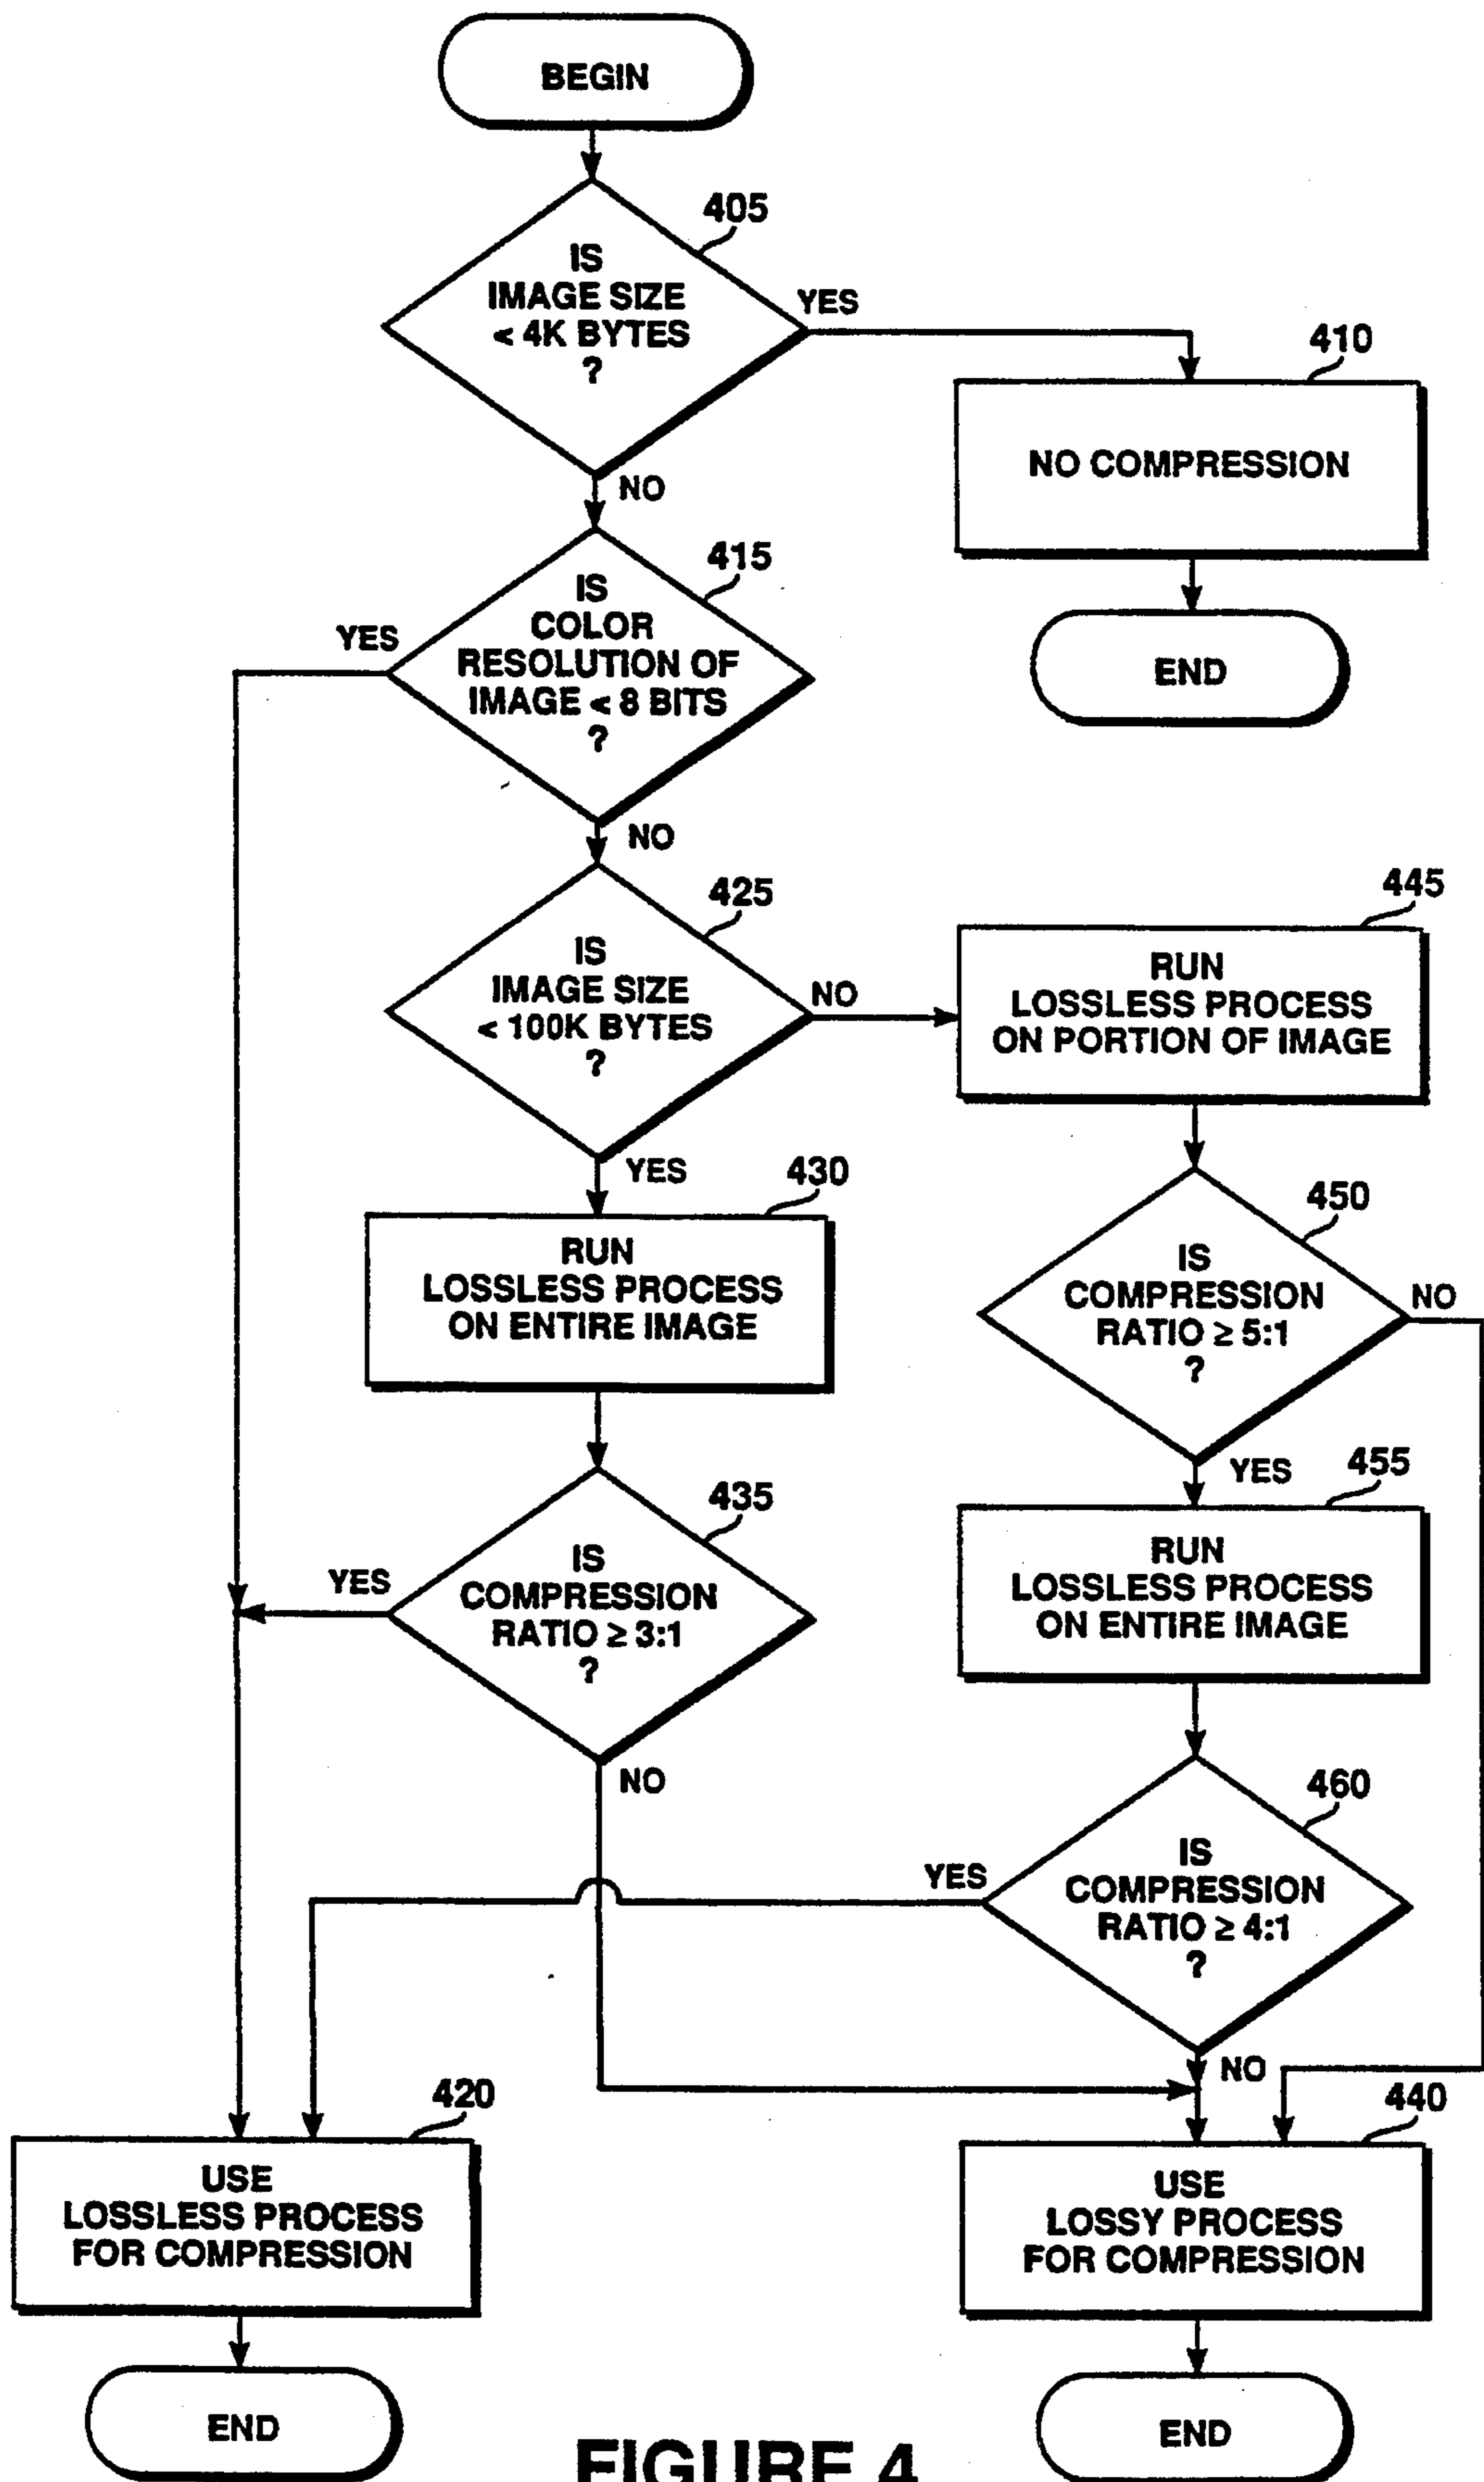 BEGIN
405
IS
IMAGE SIZE
< 4K BYTES
?
YES
NO
410
NO COMPRESSION
END
415
IS
COLOR
RESOLUTION OF
IMAGE < 8 BITS
?
YES
NO
425
IS
IMAGE SIZE
< 100K BYTES
?
NO
YES
445
RUN
LOSSLESS PROCESS
ON PORTION OF IMAGE
430
RUN
LOSSLESS PROCESS
ON ENTIRE IMAGE
450
IS
COMPRESSION
RATIO ≥ 5:1
?
NO
YES
435
IS
COMPRESSION
RATIO ≥ 3:1
?
YES
NO
455
RUN
LOSSLESS PROCESS
ON ENTIRE IMAGE
460
IS
COMPRESSION
RATIO ≥ 4:1
?
YES
NO
420
USE
LOSSLESS PROCESS
FOR COMPRESSION
END
440
USE
LOSSY PROCESS
FOR COMPRESSION
END
FIGURE 4